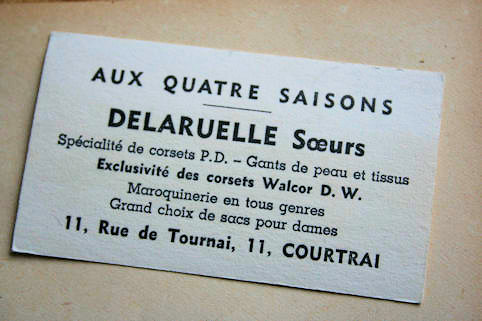 AUX QUATRE SAISONS
DELARUELLE Sœurs
Spécialité de corsets P.D. – Gants de peau et tissus
Exclusivité des corsets Walcor D. W.
Maroquinerie en tous genres
Grand choix de sacs pour dames
11, Rue de Tournai, 11, COURTRAI